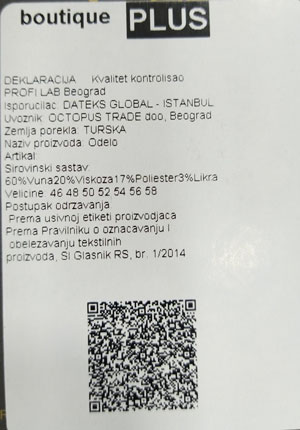 boutique PLUS
DEKLARACIJA Kvalitet kontrolisao
PROFI LAB Beograd
Isporucilac: DATEKS GLOBAL - ISTANBUL
Uvoznik: OCTOPUS TRADE doo, Beograd
Zemlja porekla: TURSKA
Naziv proizvoda: Odelo
Artikal:
Sirovinski sastav:
60%Vuna20%Viskoza17%Poliester3%Likra
Velicine: 46 48 50 52 54 56 58
Postupak odrzavanja
Prema usivnoj etiketi proizvodjaca
Prema Pravilniku o oznacavanju I
obelezavanju tekstilnih
proizvoda, Sl Glasnik RS, br. 1/2014